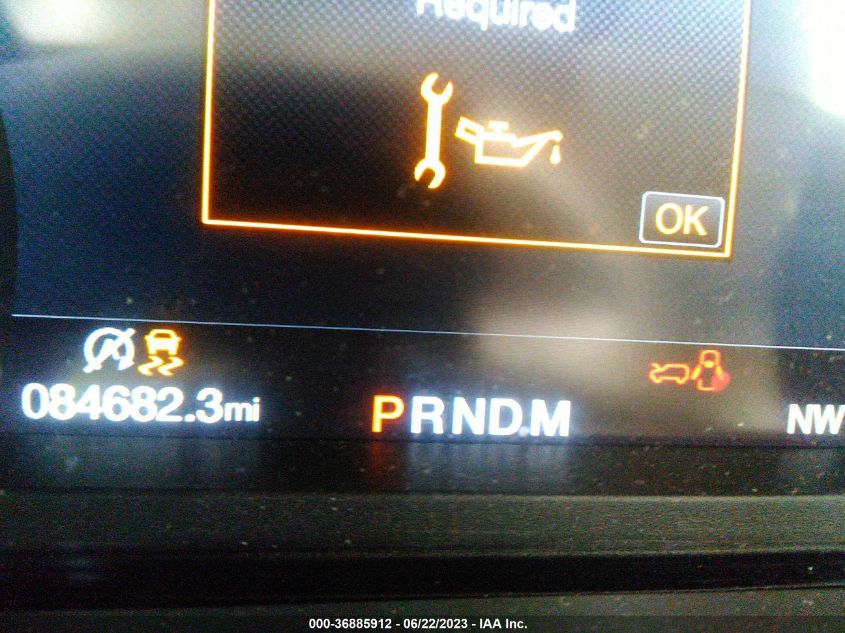 Required
OK
084682.3mi
PRNDM
NW
000-36885912 - 06/22/2023 - IAA Inc.